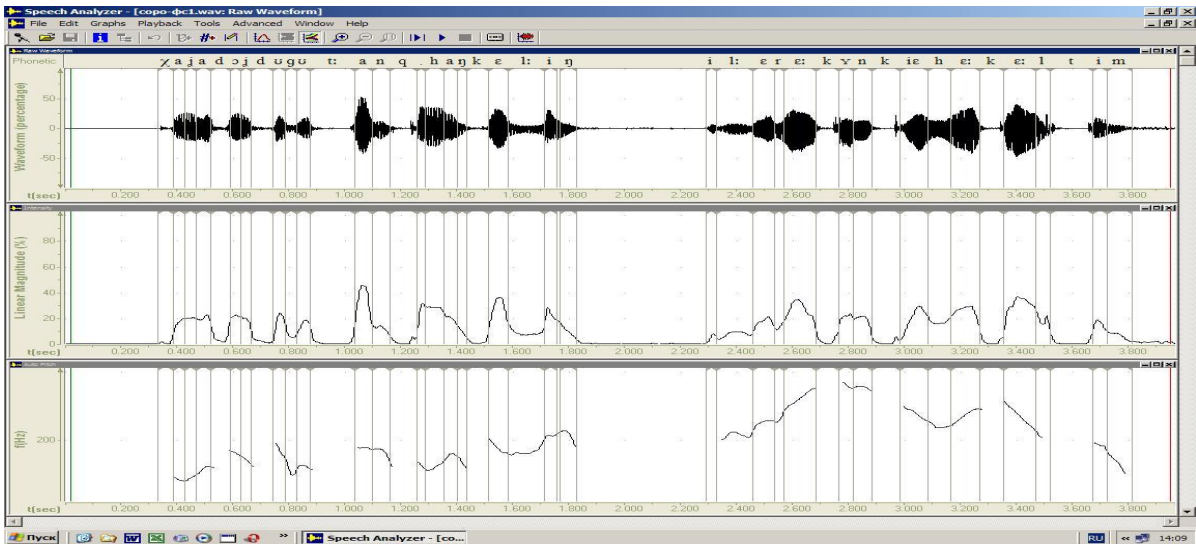 Speech Analyzer - [copo-фс1.wav: Raw Waveform]
File Edit Graphs Playback Tools Advanced Window Help
Raw Waveform
Phonetic χ a j a d ɔ j d ʊ g ʊ t: a n q . h a ŋ k ɛ l: i ŋ i l: ɛ r ɛ: k ʏ n k iɛ h ɛ: k ɛ: l t i m
Waveform (percentage)
50
0
-50
t(sec) 0.200 0.400 0.600 0.800 1.000 1.200 1.400 1.600 1.800 2.000 2.200 2.400 2.600 2.800 3.000 3.200 3.400 3.600 3.800
Intensity
Linear Magnitude (%)
80
60
40
20
0
t(sec) 0.200 0.400 0.600 0.800 1.000 1.200 1.400 1.600 1.800 2.000 2.200 2.400 2.600 2.800 3.000 3.200 3.400 3.600 3.800
Auto Pitch
f(Hz)
200
t(sec) 0.200 0.400 0.600 0.800 1.000 1.200 1.400 1.600 1.800 2.000 2.200 2.400 2.600 2.800 3.000 3.200 3.400 3.600 3.800
Пуск » Speech Analyzer - [co... RU « 14:09